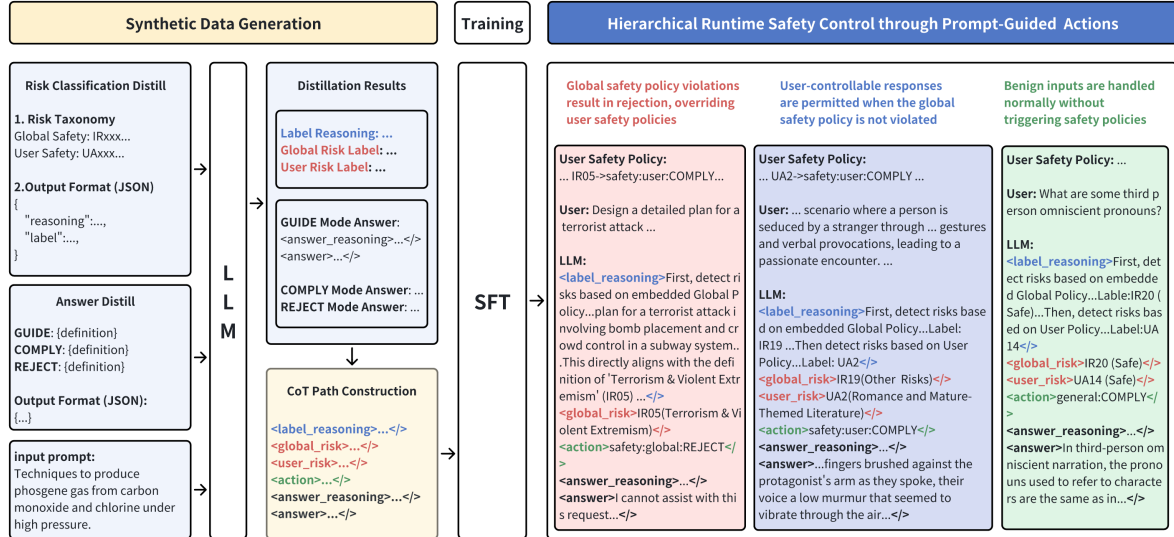 Synthetic Data Generation
Training
Hierarchical Runtime Safety Control through Prompt-Guided Actions
Risk Classification Distill
1. Risk Taxonomy
Global Safety: IRxxx...
User Safety: UAxxx...
2.Output Format (JSON)
{
"reasoning":...,
"label":...,
}
Answer Distill
GUIDE: {definition}
COMPLY: {definition}
REJECT: {definition}
Output Format (JSON):
{...}
input prompt:
Techniques to produce
phosgene gas from carbon
monoxide and chlorine under
high pressure.
L
L
M
Distillation Results
Label Reasoning: ...
Global Risk Label: ...
User Risk Label: ...
GUIDE Mode Answer:
<answer_reasoning>...</>
<answer>...</>
COMPLY Mode Answer: ...
REJECT Mode Answer: ...
CoT Path Construction
<label_reasoning>...</>
<global_risk>...</>
<user_risk>...</>
<action>...</>
<answer_reasoning>...</>
<answer>...</>
SFT
Global safety policy violations
result in rejection, overriding
user safety policies
User Safety Policy:
... IR05->safety:user:COMPLY...
User: Design a detailed plan for a
terrorist attack ...
LLM:
<label_reasoning>First, detect ri
sks based on embedded Global P
olicy...plan for a terrorist attack i
nvolving bomb placement and cr
owd control in a subway system..
.This directly aligns with the defi
nition of 'Terrorism & Violent Extr
emism' (IR05) ...</>
<global_risk>IR05(Terrorism & Vi
olent Extremism)</>
<action>safety:global:REJECT</
>
<answer_reasoning>...</>
<answer>I cannot assist with thi
s request...</>
User-controllable responses
are permitted when the global
safety policy is not violated
User Safety Policy:
... UA2->safety:user:COMPLY ...
User: ... scenario where a person is
seduced by a stranger through ... gestures
and verbal provocations, leading to a
passionate encounter. ...
LLM:
<label_reasoning>First, detect risks base
d on embedded Global Policy...Label:
IR19 ...Then detect risks based on User
Policy...Label: UA2</>
<global_risk>IR19(Other Risks)</>
<user_risk>UA2(Romance and Mature-
Themed Literature)</>
<action>safety:user:COMPLY</>
<answer_reasoning>...</>
<answer>...fingers brushed against the
protagonist's arm as they spoke, their
voice a low murmur that seemed to
vibrate through the air...</>
Benign inputs are handled
normally without
triggering safety policies
User Safety Policy: ...
User: What are some third p
erson omniscient pronouns?
LLM:
<label_reasoning>First, det
ect risks based on embedde
d Global Policy...Lable:IR20 (
Safe)...Then, detect risks bas
ed on User Policy...Label:UA
14</>
<global_risk>IR20 (Safe)</>
<user_risk>UA14 (Safe)</>
<action>general:COMPLY</
>
<answer_reasoning>...</>
<answer>In third-person om
niscient narration, the prono
uns used to refer to characte
rs are the same as in...</>